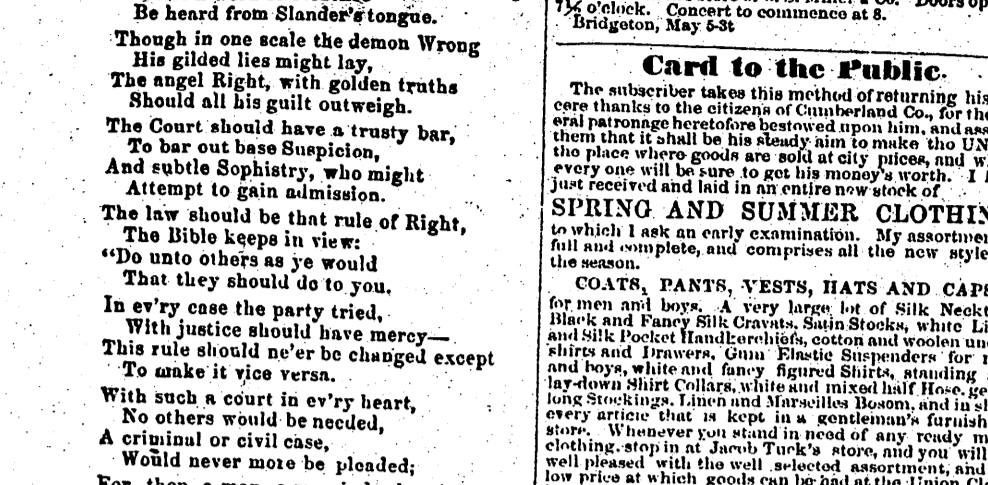 Be heard from Slander's tongue.
Though in one scale the demon Wrong
His gilded lies might lay,
The angel Right, with golden truths
Should all his guilt outweigh.
The Court should have a trusty bar,
To bar out base Suspicion,
And subtle Sophistry, who might
Attempt to gain admission.
The law should be that rule of Right,
The Bible keeps in view:
“Do unto others as ye would
That they should do to you.
In ev'ry case the party tried,
With justice should have mercy—
This rule should ne'er be changed except
To make it vice versa.
With such a court in ev'ry heart,
No others would be needed,
A criminal or civil case,
Would never more be pleaded;
7½ o'clock. Concert to commence at 8.
Bridgeton, May 5-3t
Card to the Public.
The subscriber takes this method of returning his
cere thanks to the citizens of Cumberland Co., for
eral patronage heretofore bestowed upon him, and
them that it shall be his steady aim to make the UN
the place where goods are sold at city prices, and
every one will be sure to get his money's worth. I
just received and laid in an entire new stock of
SPRING AND SUMMER CLOTHIN
to which I ask an early examination. My assortmen
full and complete, and comprises all the new style
the season.
COATS, PANTS, VESTS, HATS AND CAPS
for men and boys. A very large lot of Silk Neckt
Black and Fancy Silk Cravats, Satin Stocks, white Li
and Silk Pocket Handkerchiefs, cotton and woolen un
shirts and Drawers, Gum Elastic Suspenders for
and boys, white and fancy figured Shirts, standing
lay-down Shirt Collars, white and mixed half Hose, ge
long Stockings, Linen and Marseilles Bosom, and in sh
every article that is kept in a gentleman's furnish
store. Whenever you stand in need of any ready m
clothing, stop in at Jacob Turk's store, and you will
well pleased with the well selected assortment, and
low price at which goods can be had at the Union Clo